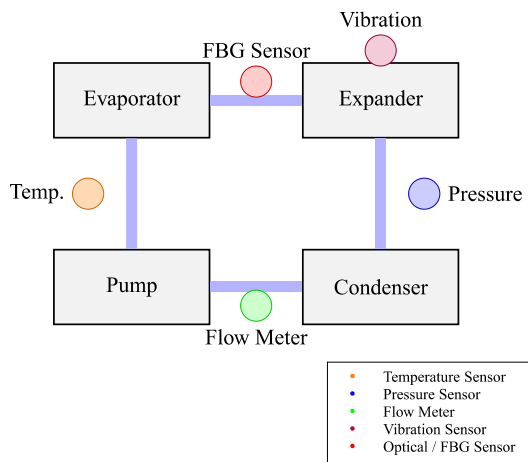 Vibration
FBG Sensor
Evaporator
Expander
Temp.
Pressure
Pump
Condenser
Flow Meter
Temperature Sensor
Pressure Sensor
Flow Meter
Vibration Sensor
Optical / FBG Sensor